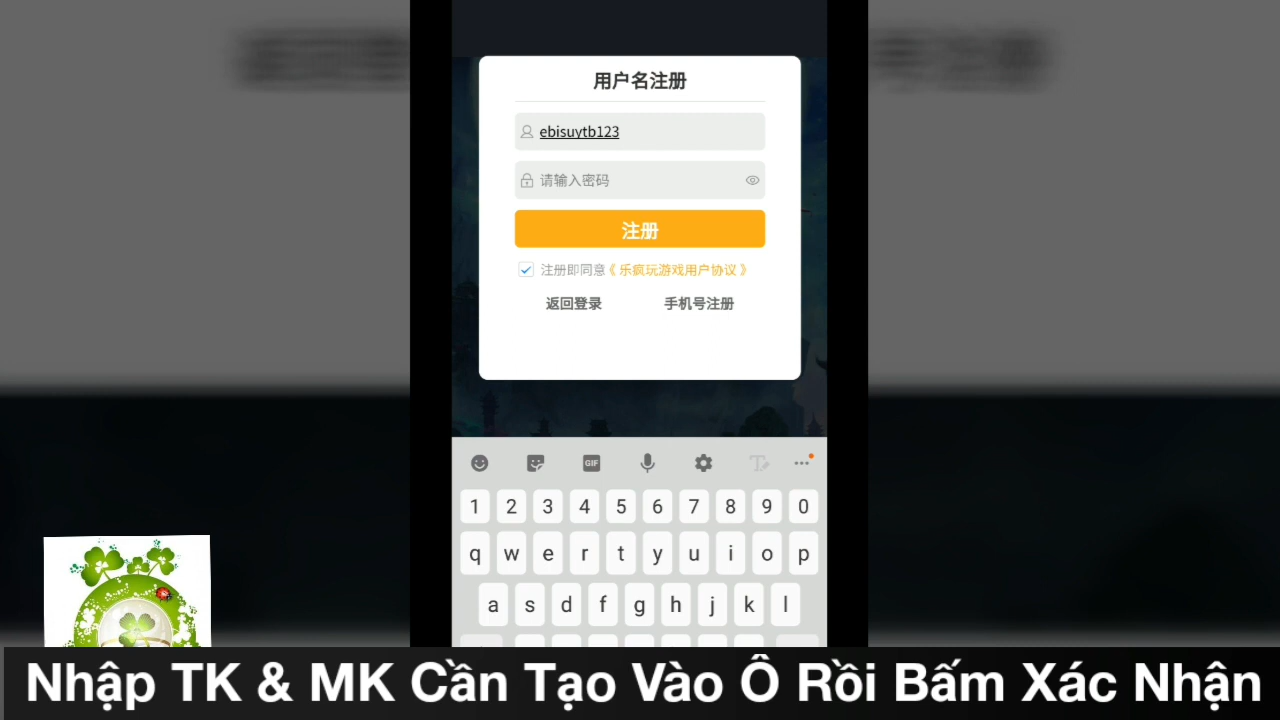 用户名注册
ebisuytb123
请输入密码
注册
注册即同意《乐疯玩游戏用户协议》
返回登录
手机号注册
GIF
1 2 3 4 5 6 7 8 9 0
q w e r t y u i o p
a s d f g h j k l
Nhập TK & MK Cần Tạo Vào Ô Rồi Bấm Xác Nhận